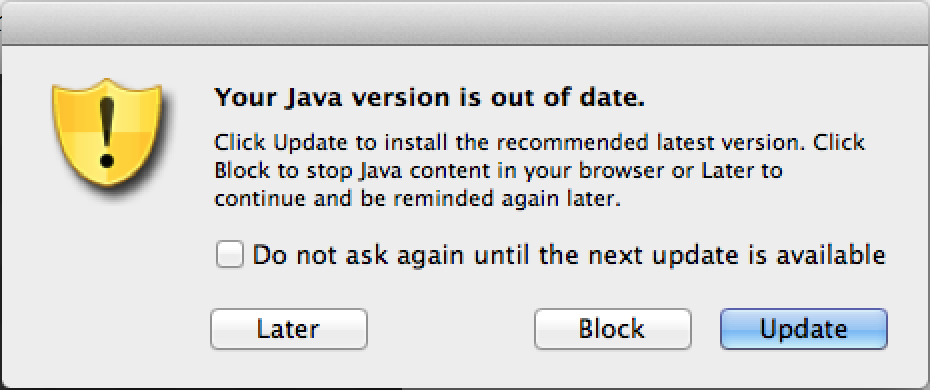 Your Java version is out of date.
Click Update to install the recommended latest version. Click
Block to stop Java content in your browser or Later to
continue and be reminded again later.
Do not ask again until the next update is available
Later
Block
Update